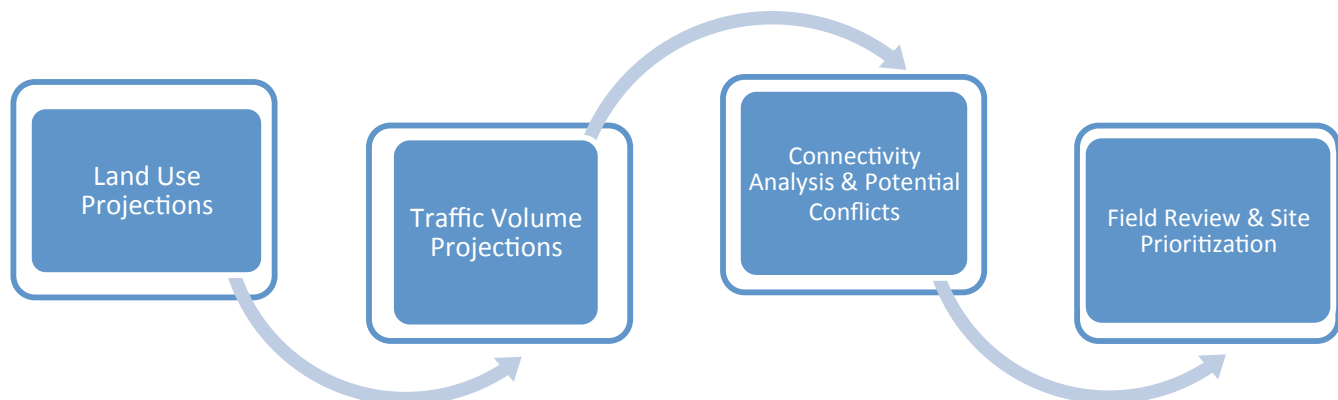 Land Use
Projections
Traffic Volume
Projections
Connectivity
Analysis & Potential
Conflicts
Field Review & Site
Prioritization